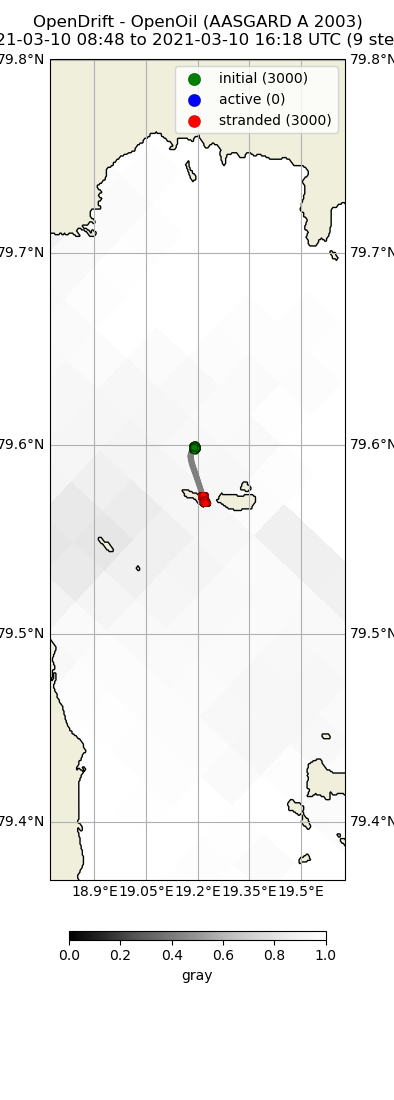 OpenDrift - OpenOil (AASGARD A 2003)
21-03-10 08:48 to 2021-03-10 16:18 UTC (9 ste
79.8°N 79.8°N
initial (3000)
active (0)
stranded (3000)
79.7°N 79.7°N
79.6°N 79.6°N
79.5°N 79.5°N
79.4°N 79.4°N
18.9°E 19.05°E 19.2°E 19.35°E 19.5°E
0.0 0.2 0.4 0.6 0.8 1.0
gray